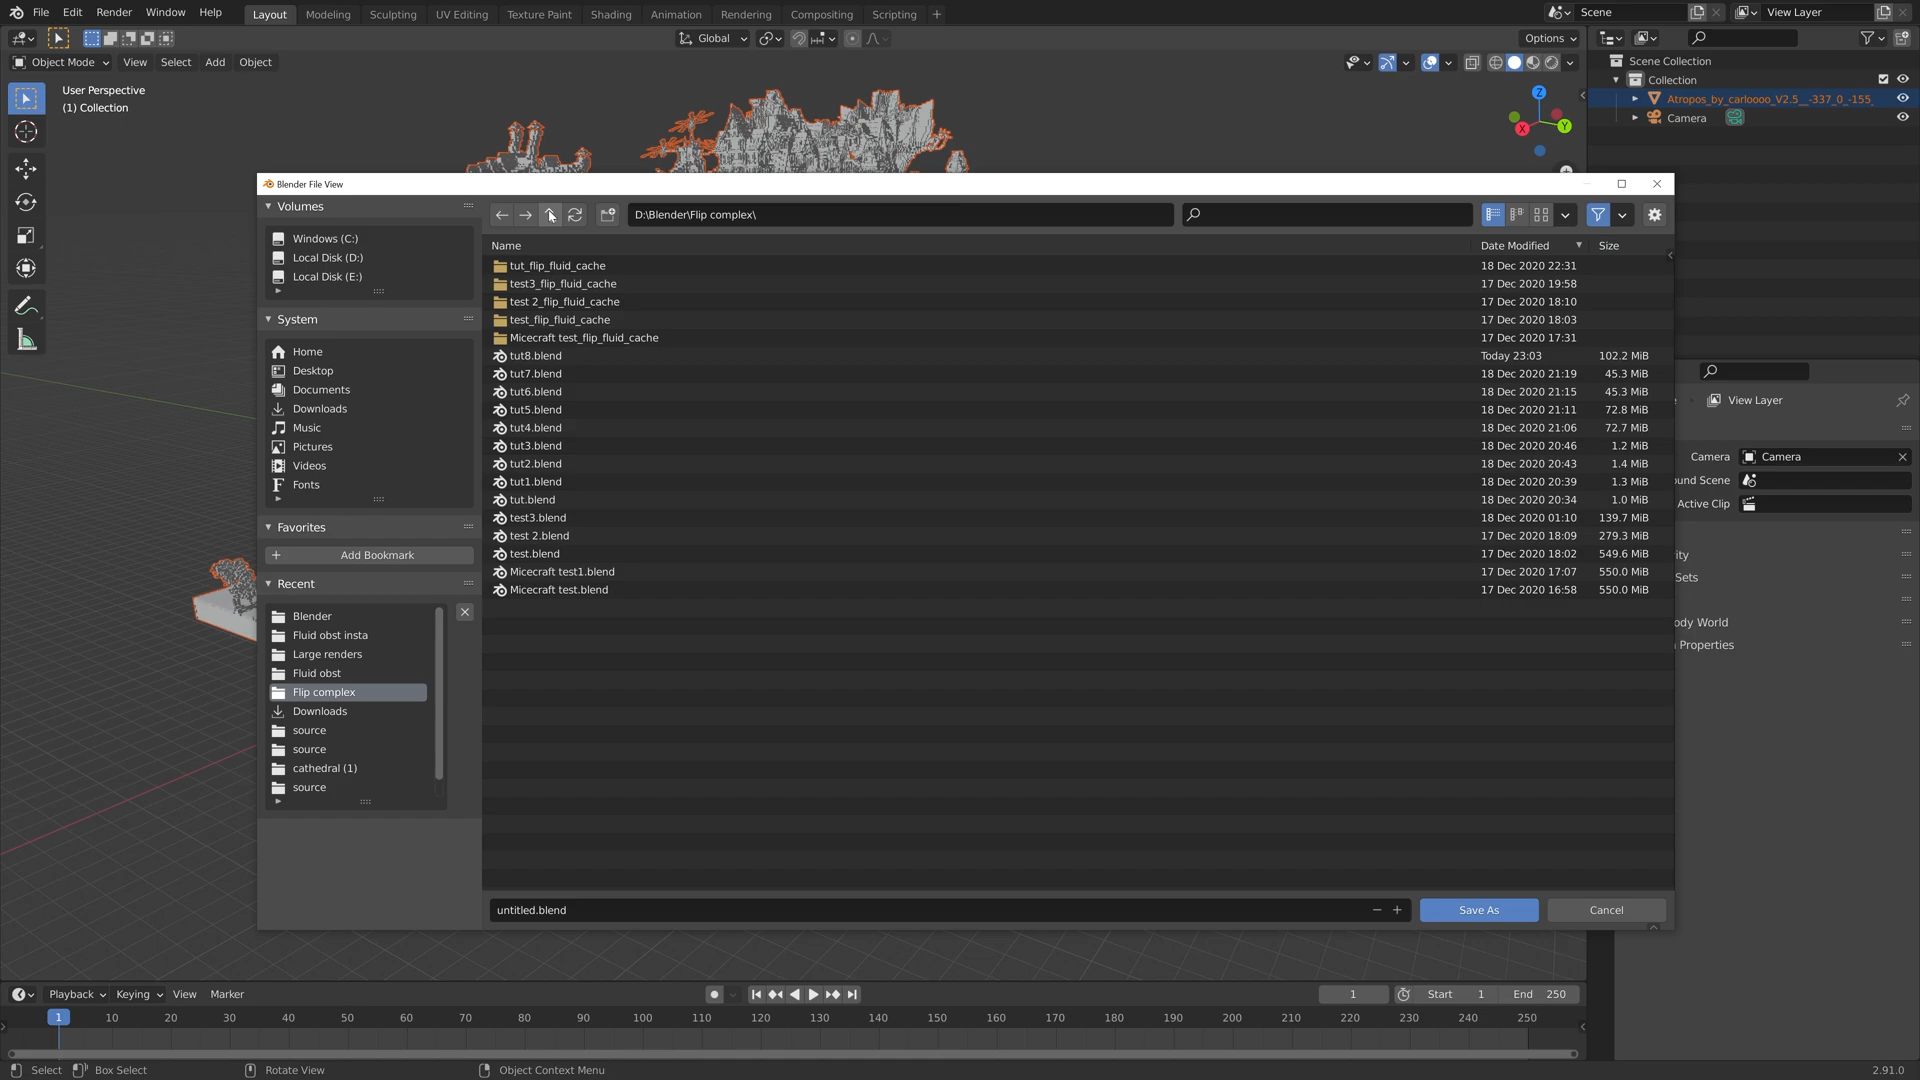 File Edit Render Window Help Layout Modeling Sculpting UV Editing Texture Paint Shading Animation Rendering Compositing Scripting + Scene View Layer
Global Options
Object Mode View Select Add Object
User Perspective
(1) Collection
Z
X Y
Scene Collection
Collection
Atropos_by_carloooo_V2.5__-337_0_-155_
Camera
Blender File View
Volumes
Windows (C:)
Local Disk (D:)
Local Disk (E:)
System
Home
Desktop
Documents
Downloads
Music
Pictures
Videos
Fonts
Favorites
Add Bookmark
Recent
Blender
Fluid obst insta
Large renders
Fluid obst
Flip complex
Downloads
source
source
cathedral (1)
source
D:\Blender\Flip complex\
Name Date Modified Size
tut_flip_fluid_cache 18 Dec 2020 22:31
test3_flip_fluid_cache 17 Dec 2020 19:58
test 2_flip_fluid_cache 17 Dec 2020 18:10
test_flip_fluid_cache 17 Dec 2020 18:03
Micecraft test_flip_fluid_cache 17 Dec 2020 17:31
tut8.blend Today 23:03 102.2 MiB
tut7.blend 18 Dec 2020 21:19 45.3 MiB
tut6.blend 18 Dec 2020 21:15 45.3 MiB
tut5.blend 18 Dec 2020 21:11 72.8 MiB
tut4.blend 18 Dec 2020 21:06 72.7 MiB
tut3.blend 18 Dec 2020 20:46 1.2 MiB
tut2.blend 18 Dec 2020 20:43 1.4 MiB
tut1.blend 18 Dec 2020 20:39 1.3 MiB
tut.blend 18 Dec 2020 20:34 1.0 MiB
test3.blend 18 Dec 2020 01:10 139.7 MiB
test 2.blend 17 Dec 2020 18:09 279.3 MiB
test.blend 17 Dec 2020 18:02 549.6 MiB
Micecraft test1.blend 17 Dec 2020 17:07 550.0 MiB
Micecraft test.blend 17 Dec 2020 16:58 550.0 MiB
untitled.blend Save As Cancel
View Layer
Camera Camera
und Scene
Active Clip
ity
Sets
ody World
Properties
Playback Keying View Marker 1 Start 1 End 250
1 10 20 30 40 50 60 70 80 90 100 110 120 130 140 150 160 170 180 190 200 210 220 230 240 250
Select Box Select Rotate View Object Context Menu 2.91.0